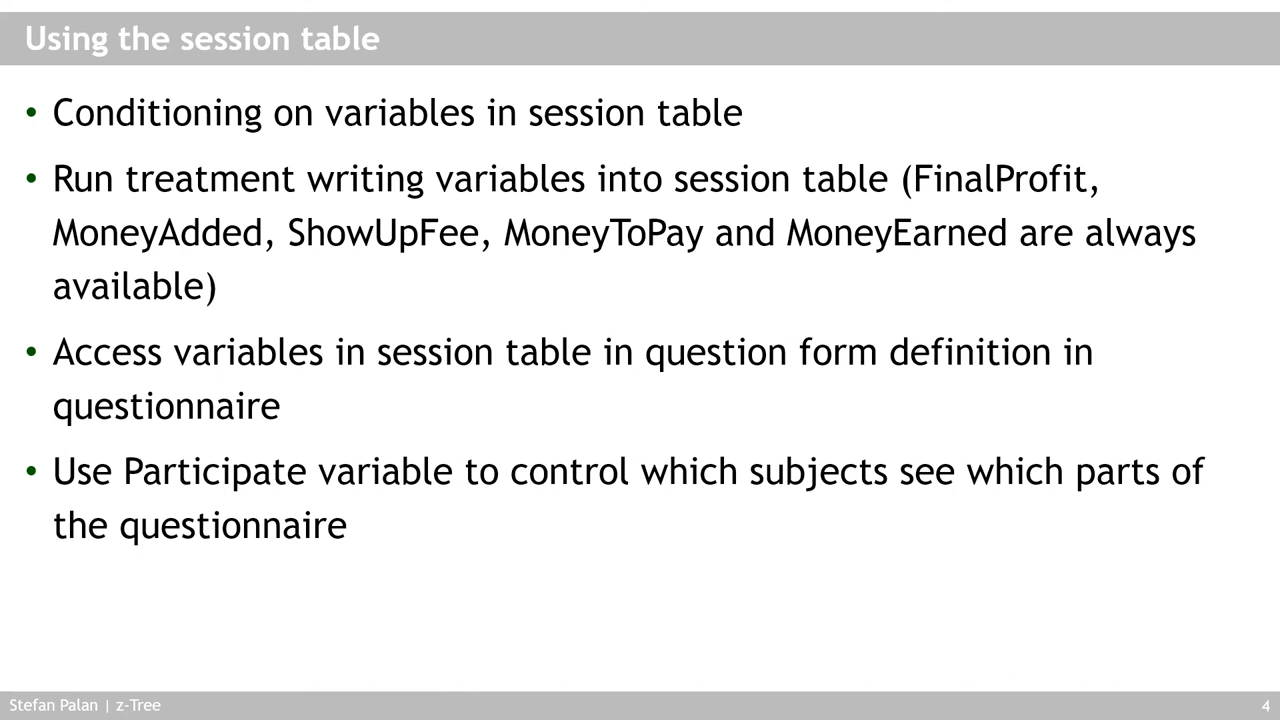 Using the session table
• Conditioning on variables in session table
• Run treatment writing variables into session table (FinalProfit,
MoneyAdded, ShowUpFee, MoneyToPay and MoneyEarned are always
available)
• Access variables in session table in question form definition in
questionnaire
• Use Participate variable to control which subjects see which parts of
the questionnaire
Stefan Palan | z-Tree 4